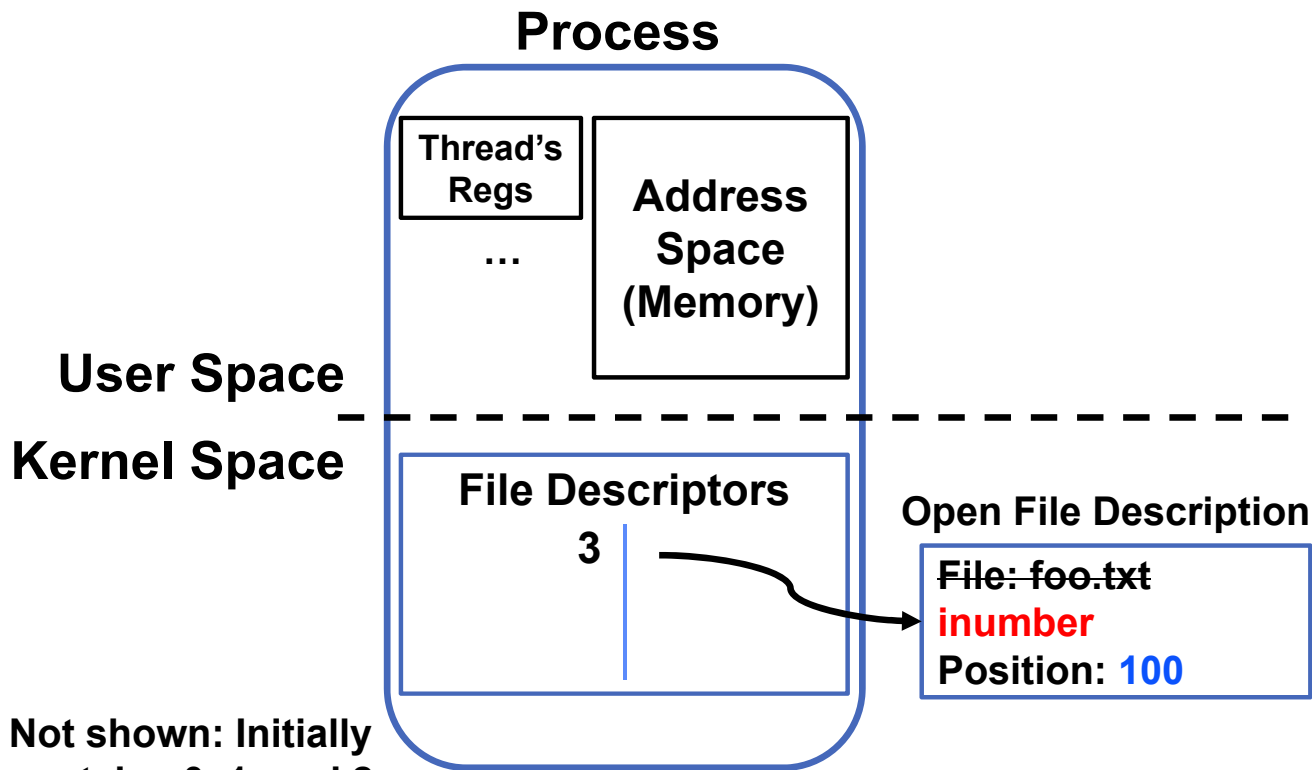 Process
Thread's
Regs
...
Address
Space
(Memory)
User Space
Kernel Space
File Descriptors
3
Open File Description
File: foo.txt
inumber
Position: 100
Not shown: Initially